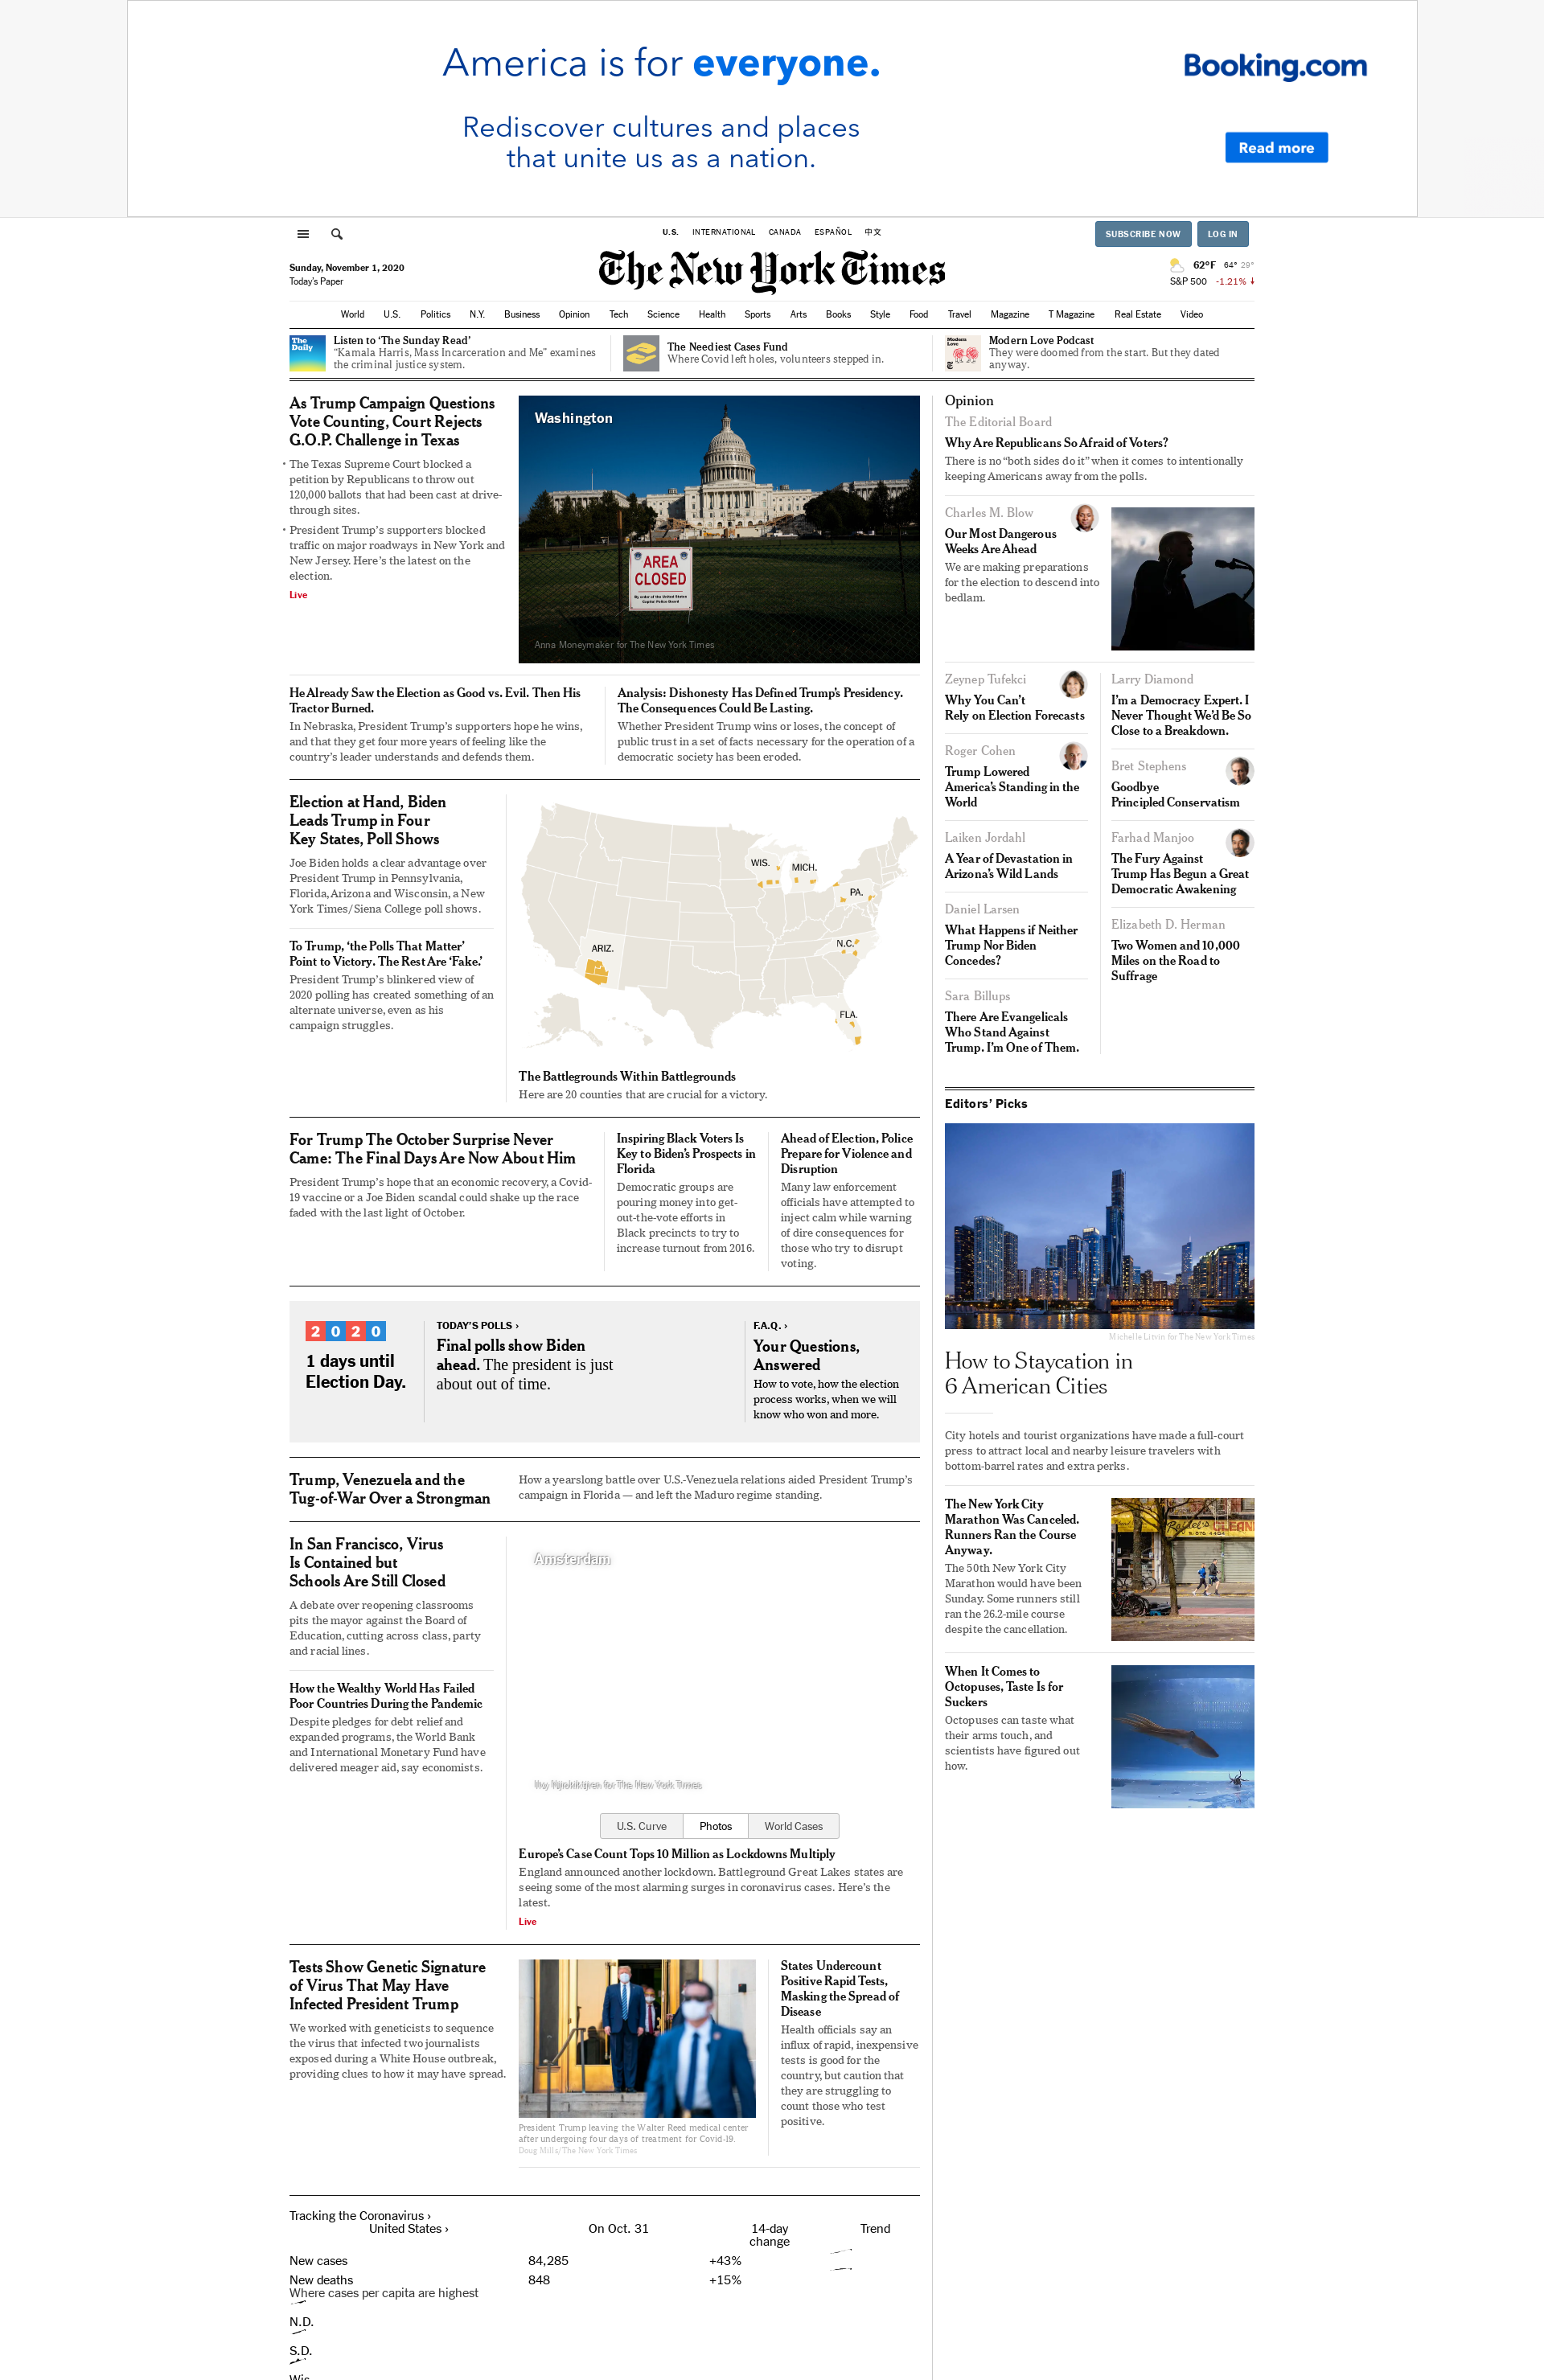 America is for everyone.
Booking.com
Rediscover cultures and places
that unite us as a nation.
Read more
U.S. INTERNATIONAL CANADA ESPAÑOL 中文
SUBSCRIBE NOW LOG IN
The New York Times
Sunday, November 1, 2020
Today's Paper
62°F 64° 29°
S&P 500 -1.21%
World U.S. Politics N.Y. Business Opinion Tech Science Health Sports Arts Books Style Food Travel Magazine T Magazine Real Estate Video
The
Daily
Listen to ‘The Sunday Read’
“Kamala Harris, Mass Incarceration and Me” examines
the criminal justice system.
The Neediest Cases Fund
Where Covid left holes, volunteers stepped in.
Modern
Love
Modern Love Podcast
They were doomed from the start. But they dated
anyway.
As Trump Campaign Questions
Vote Counting, Court Rejects
G.O.P. Challenge in Texas
• The Texas Supreme Court blocked a
petition by Republicans to throw out
120,000 ballots that had been cast at drive-
through sites.
• President Trump’s supporters blocked
traffic on major roadways in New York and
New Jersey. Here’s the latest on the
election.
Live
Washington
AREA
CLOSED
By order of the United States
Capitol Police Board
Anna Moneymaker for The New York Times
He Already Saw the Election as Good vs. Evil. Then His
Tractor Burned.
In Nebraska, President Trump’s supporters hope he wins,
and that they get four more years of feeling like the
country’s leader understands and defends them.
Analysis: Dishonesty Has Defined Trump’s Presidency.
The Consequences Could Be Lasting.
Whether President Trump wins or loses, the concept of
public trust in a set of facts necessary for the operation of a
democratic society has been eroded.
Election at Hand, Biden
Leads Trump in Four
Key States, Poll Shows
Joe Biden holds a clear advantage over
President Trump in Pennsylvania,
Florida, Arizona and Wisconsin, a New
York Times/Siena College poll shows.
To Trump, ‘the Polls That Matter’
Point to Victory. The Rest Are ‘Fake.’
President Trump’s blinkered view of
2020 polling has created something of an
alternate universe, even as his
campaign struggles.
WIS.
MICH.
PA.
N.C.
ARIZ.
FLA.
The Battlegrounds Within Battlegrounds
Here are 20 counties that are crucial for a victory.
For Trump The October Surprise Never
Came: The Final Days Are Now About Him
President Trump’s hope that an economic recovery, a Covid-
19 vaccine or a Joe Biden scandal could shake up the race
faded with the last light of October.
Inspiring Black Voters Is
Key to Biden’s Prospects in
Florida
Democratic groups are
pouring money into get-
out-the-vote efforts in
Black precincts to try to
increase turnout from 2016.
Ahead of Election, Police
Prepare for Violence and
Disruption
Many law enforcement
officials have attempted to
inject calm while warning
of dire consequences for
those who try to disrupt
voting.
2020
1 days until
Election Day.
TODAY’S POLLS ›
Final polls show Biden
ahead. The president is just
about out of time.
F.A.Q. ›
Your Questions,
Answered
How to vote, how the election
process works, when we will
know who won and more.
Trump, Venezuela and the
Tug-of-War Over a Strongman
How a yearslong battle over U.S.-Venezuela relations aided President Trump’s
campaign in Florida — and left the Maduro regime standing.
In San Francisco, Virus
Is Contained but
Schools Are Still Closed
A debate over reopening classrooms
pits the mayor against the Board of
Education, cutting across class, party
and racial lines.
How the Wealthy World Has Failed
Poor Countries During the Pandemic
Despite pledges for debt relief and
expanded programs, the World Bank
and International Monetary Fund have
delivered meager aid, say economists.
Amsterdam
for The New York Times
U.S. Curve Photos World Cases
Europe’s Case Count Tops 10 Million as Lockdowns Multiply
England announced another lockdown. Battleground Great Lakes states are
seeing some of the most alarming surges in coronavirus cases. Here’s the
latest.
Live
Tests Show Genetic Signature
of Virus That May Have
Infected President Trump
We worked with geneticists to sequence
the virus that infected two journalists
exposed during a White House outbreak,
providing clues to how it may have spread.
President Trump leaving the Walter Reed medical center
after undergoing four days of treatment for Covid-19.
Doug Mills/The New York Times
States Undercount
Positive Rapid Tests,
Masking the Spread of
Disease
Health officials say an
influx of rapid, inexpensive
tests is good for the
country, but caution that
they are struggling to
count those who test
positive.
Tracking the Coronavirus ›
United States › On Oct. 31 14-day
change Trend
New cases 84,285 +43%
New deaths 848 +15%
Where cases per capita are highest
N.D.
S.D.
Wis.
Opinion
The Editorial Board
Why Are Republicans So Afraid of Voters?
There is no “both sides do it” when it comes to intentionally
keeping Americans away from the polls.
Charles M. Blow
Our Most Dangerous
Weeks Are Ahead
We are making preparations
for the election to descend into
bedlam.
Zeynep Tufekci
Why You Can’t
Rely on Election Forecasts
Roger Cohen
Trump Lowered
America’s Standing in the
World
Laiken Jordahl
A Year of Devastation in
Arizona’s Wild Lands
Daniel Larsen
What Happens if Neither
Trump Nor Biden
Concedes?
Sara Billups
There Are Evangelicals
Who Stand Against
Trump. I’m One of Them.
Larry Diamond
I’m a Democracy Expert. I
Never Thought We’d Be So
Close to a Breakdown.
Bret Stephens
Goodbye
Principled Conservatism
Farhad Manjoo
The Fury Against
Trump Has Begun a Great
Democratic Awakening
Elizabeth D. Herman
Two Women and 10,000
Miles on the Road to
Suffrage
Editors’ Picks
Michelle Litvin for The New York Times
How to Staycation in
6 American Cities
City hotels and tourist organizations have made a full-court
press to attract local and nearby leisure travelers with
bottom-barrel rates and extra perks.
The New York City
Marathon Was Canceled.
Runners Ran the Course
Anyway.
The 50th New York City
Marathon would have been
Sunday. Some runners still
ran the 26.2-mile course
despite the cancellation.
When It Comes to
Octopuses, Taste Is for
Suckers
Octopuses can taste what
their arms touch, and
scientists have figured out
how.